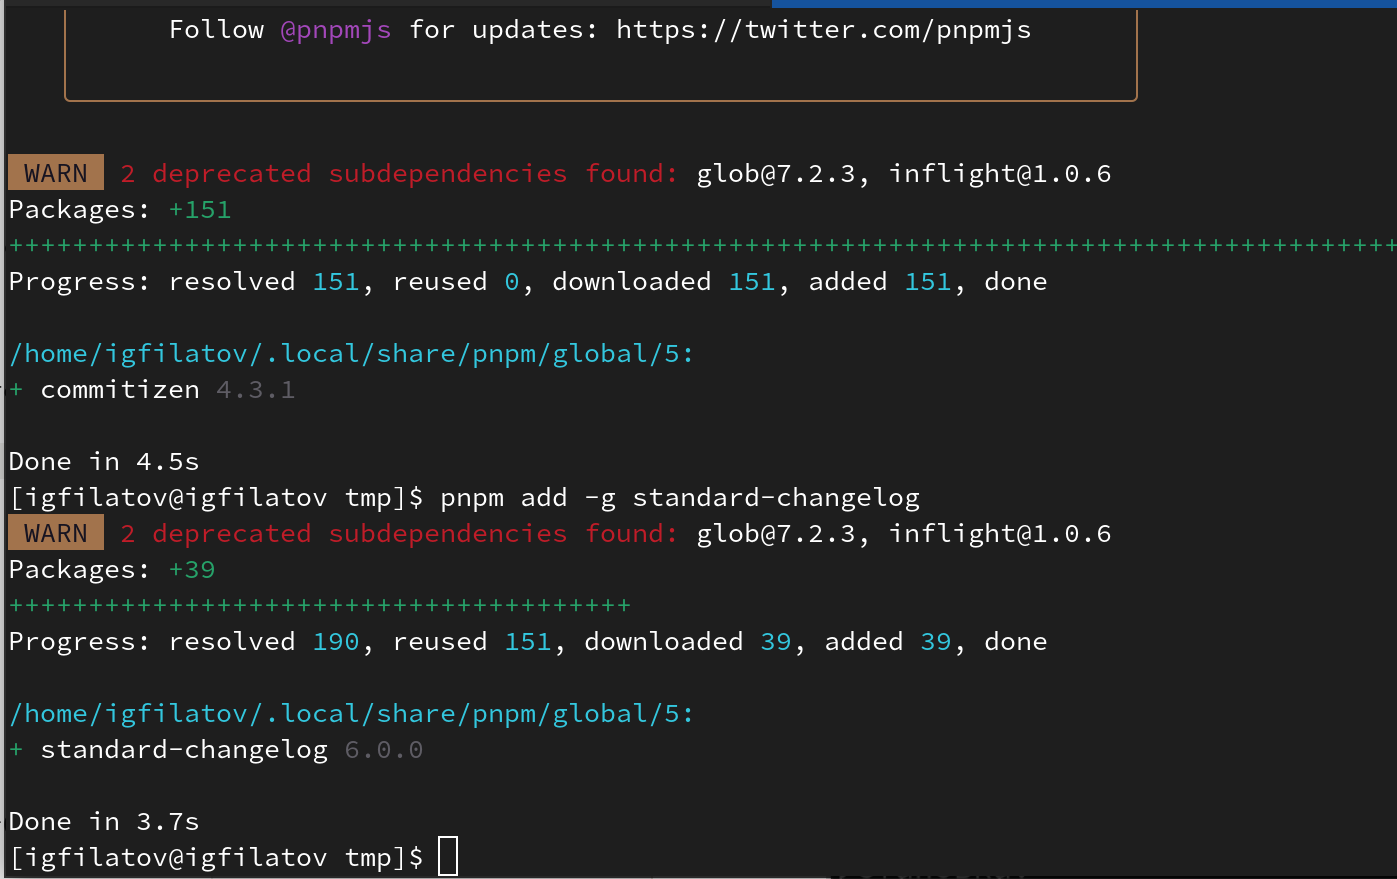 Follow @pnpmjs for updates: https://twitter.com/pnpmjs
WARN 2 deprecated subdependencies found: glob@7.2.3, inflight@1.0.6
Packages: +151
+++++++++++++++++++++++++++++++++++++++++++++++++++++++++++++++++++++++++++++++++++++++
Progress: resolved 151, reused 0, downloaded 151, added 151, done
/home/igfilatov/.local/share/pnpm/global/5:
+ commitizen 4.3.1
Done in 4.5s
[igfilatov@igfilatov tmp]$ pnpm add -g standard-changelog
WARN 2 deprecated subdependencies found: glob@7.2.3, inflight@1.0.6
Packages: +39
+++++++++++++++++++++++++++++++++++++++
Progress: resolved 190, reused 151, downloaded 39, added 39, done
/home/igfilatov/.local/share/pnpm/global/5:
+ standard-changelog 6.0.0
Done in 3.7s
[igfilatov@igfilatov tmp]$